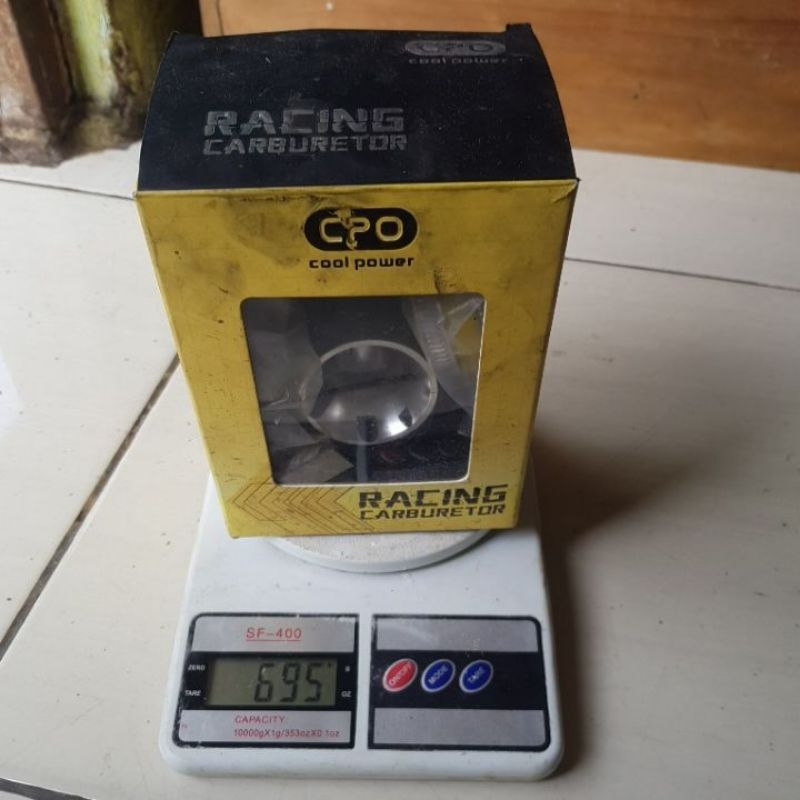 CPO
cool power
RACING
CARBURETOR
CPO
cool power
RACING
CARBURETOR
SF-400
ZERO
TARE
695
g
OZ
CAPACITY:
10000gX1g/353ozX0.1oz
ON/OFF
MODE
TARE